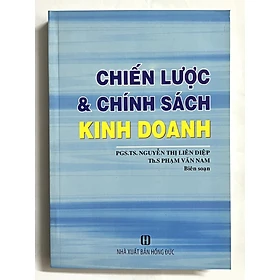 CHIẾN LƯỢC
& CHÍNH SÁCH
KINH DOANH
PGS.TS. NGUYỄN THỊ LIÊN DIỆP
Th.S PHẠM VĂN NAM
Biên soạn
NHÀ XUẤT BẢN HỒNG ĐỨC